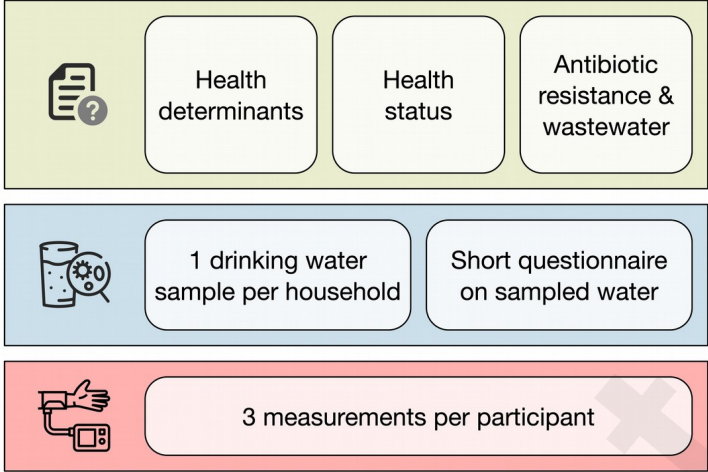 Health
determinants
Health
status
Antibiotic
resistance &
wastewater
?
1 drinking water
sample per household
Short questionnaire
on sampled water
3 measurements per participant